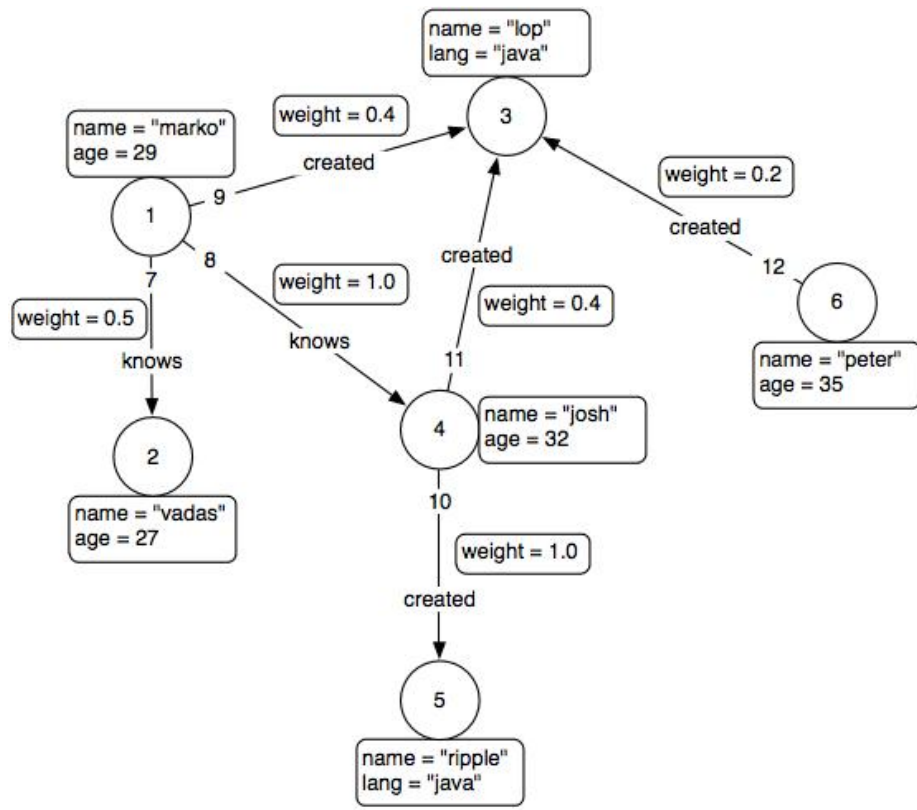 name = "lop"
lang = "java"
weight = 0.4
name = "marko"
age = 29
3
created
weight = 0.2
9
1
created
created
8
7
weight = 1.0
12
weight = 0.5
weight = 0.4
6
knows
knows
11
name = "peter"
age = 35
4
name = "josh"
age = 32
2
10
name = "vadas"
age = 27
weight = 1.0
created
5
name = "ripple"
lang = "java"